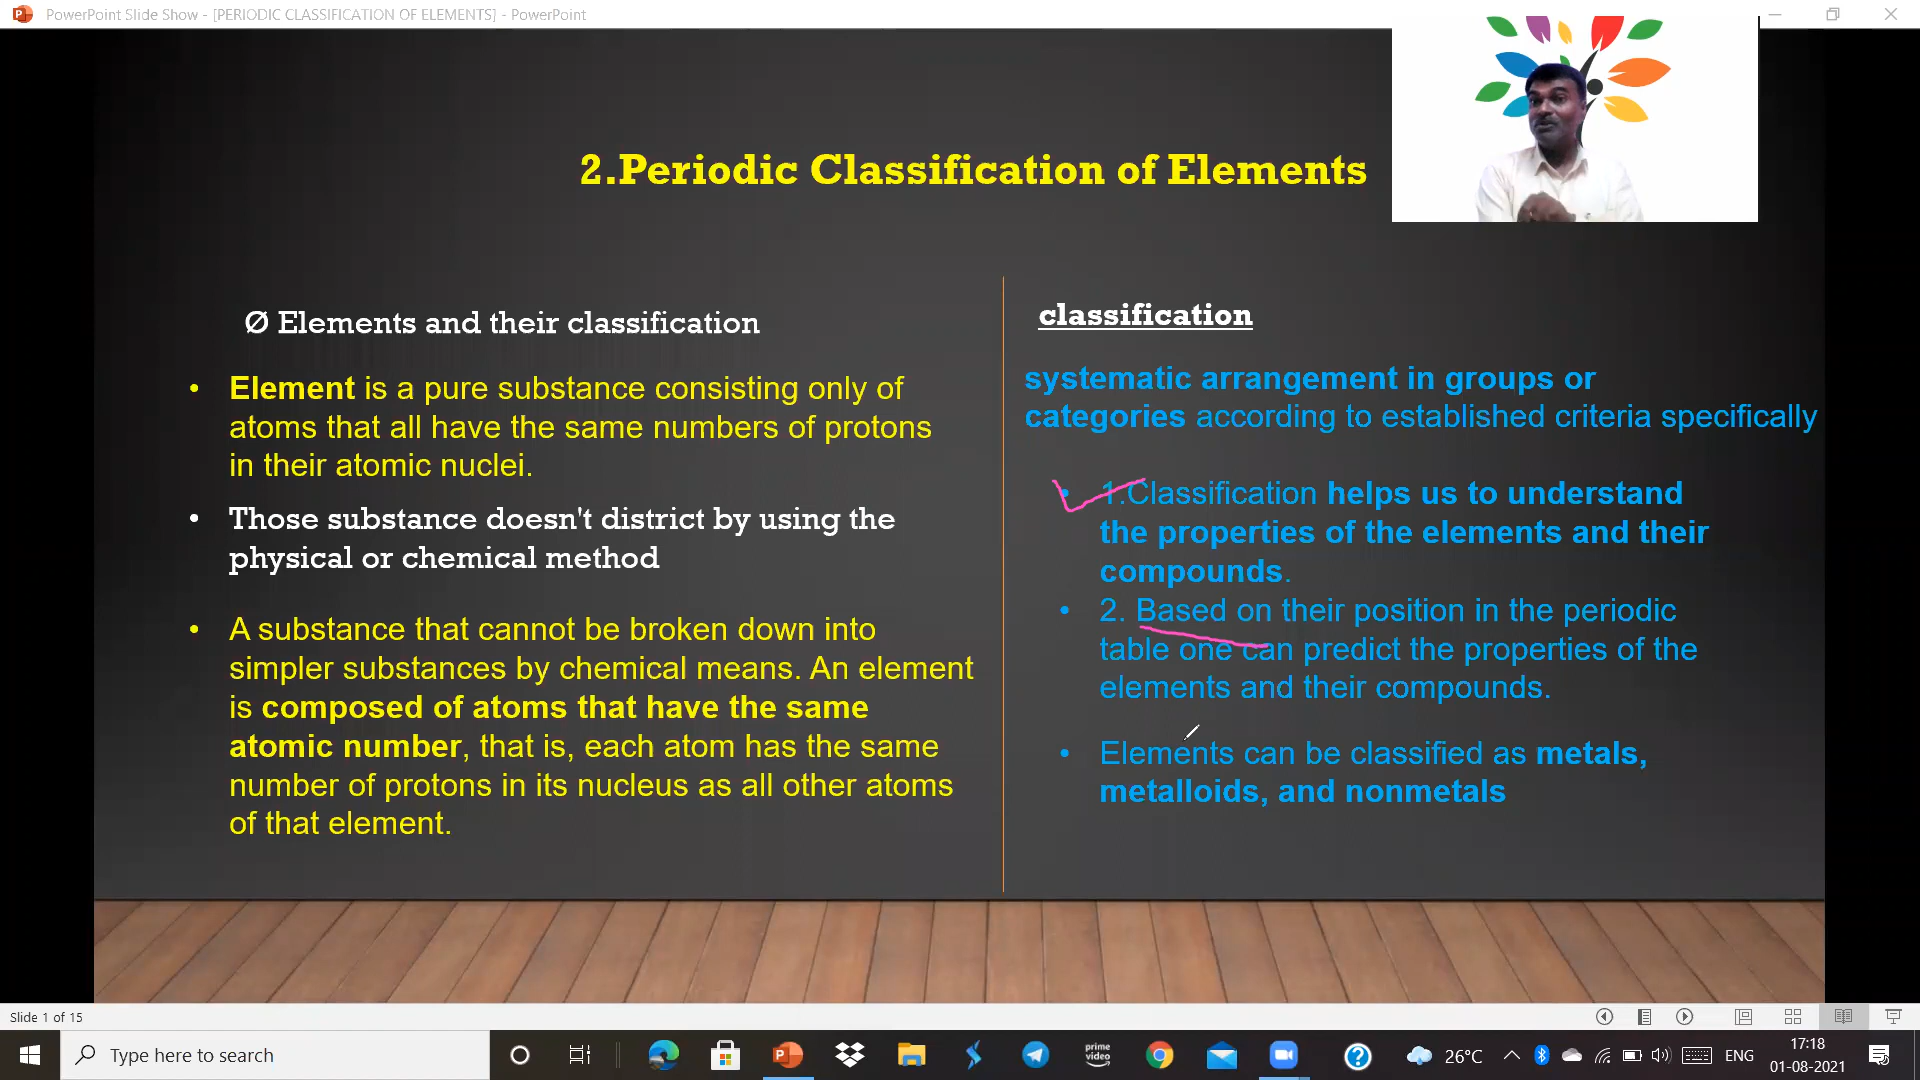 PowerPoint Slide Show - [PERIODIC CLASSIFICATION OF ELEMENTS] - PowerPoint
2.Periodic Classification of Elements
Ø Elements and their classification
• Element is a pure substance consisting only of
atoms that all have the same numbers of protons
in their atomic nuclei.
• Those substance doesn't district by using the
physical or chemical method
• A substance that cannot be broken down into
simpler substances by chemical means. An element
is composed of atoms that have the same
atomic number, that is, each atom has the same
number of protons in its nucleus as all other atoms
of that element.
classification
systematic arrangement in groups or
categories according to established criteria specifically
• 1.Classification helps us to understand
the properties of the elements and their
compounds.
• 2. Based on their position in the periodic
table one can predict the properties of the
elements and their compounds.
• Elements can be classified as metals,
metalloids, and nonmetals
Slide 1 of 15
Type here to search
prime
video
26°C
ENG
17:18
01-08-2021